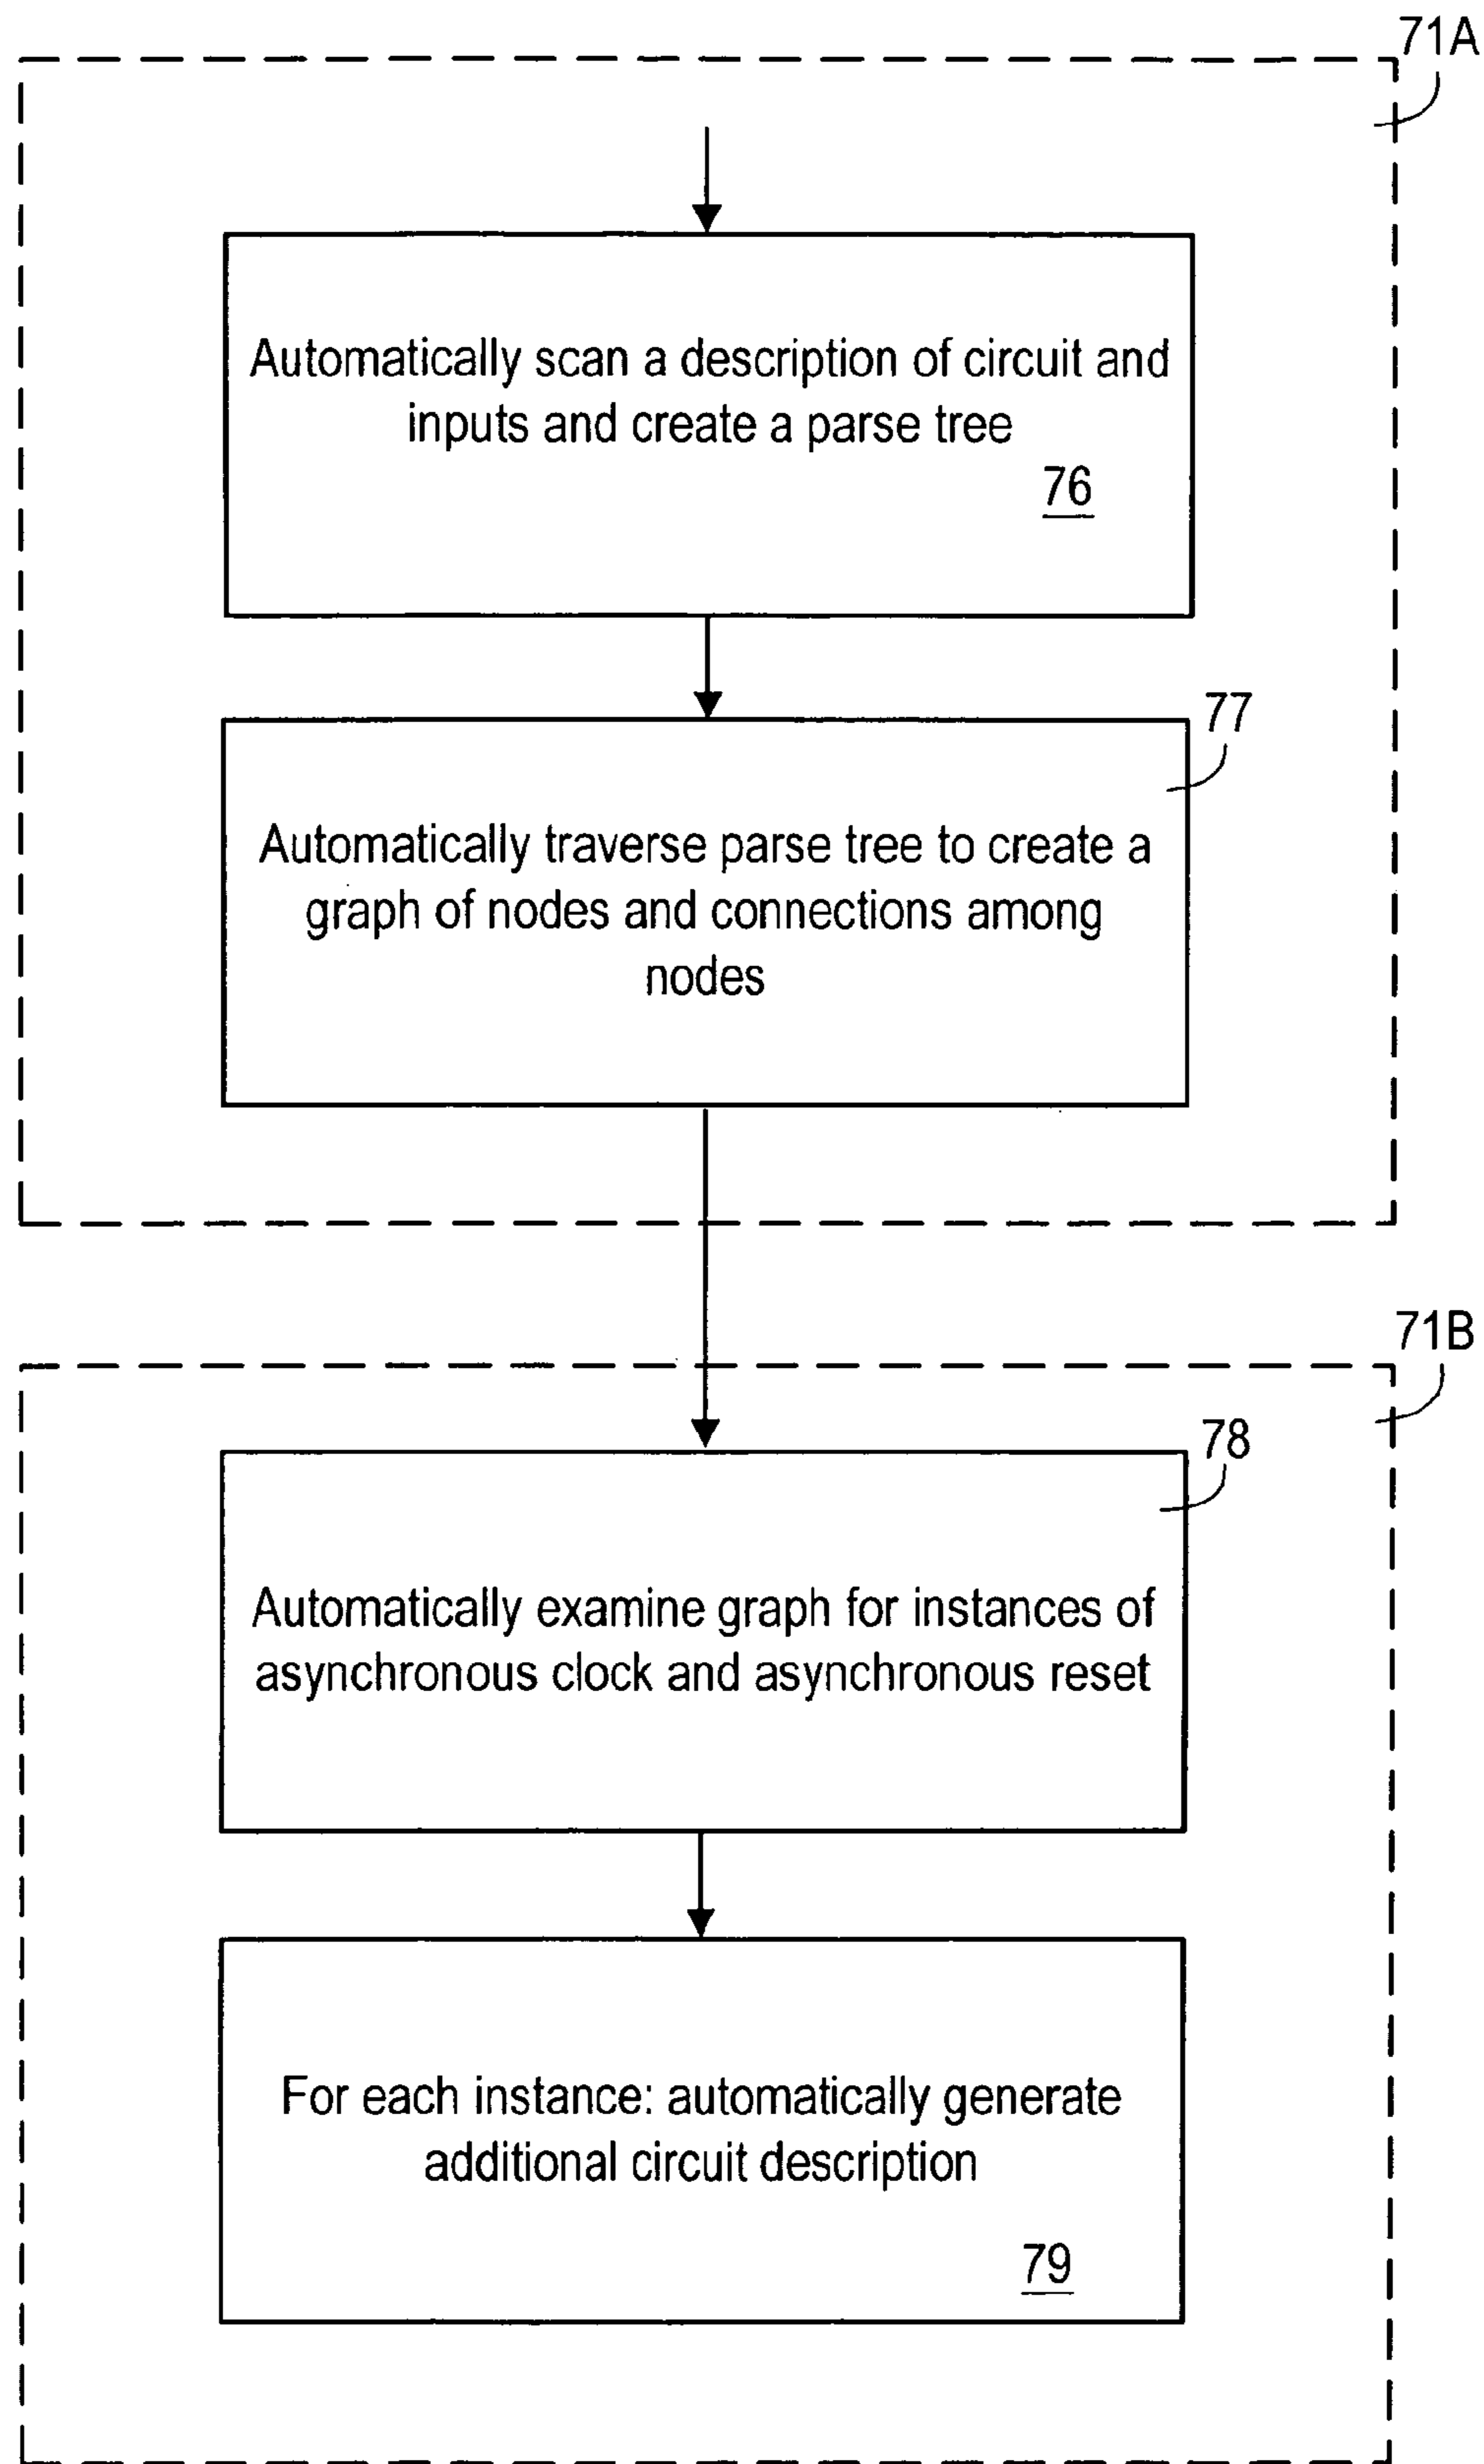 71A
Automatically scan a description of circuit and
inputs and create a parse tree
76
77
Automatically traverse parse tree to create a
graph of nodes and connections among
nodes
71B
78
Automatically examine graph for instances of
asynchronous clock and asynchronous reset
For each instance: automatically generate
additional circuit description
79